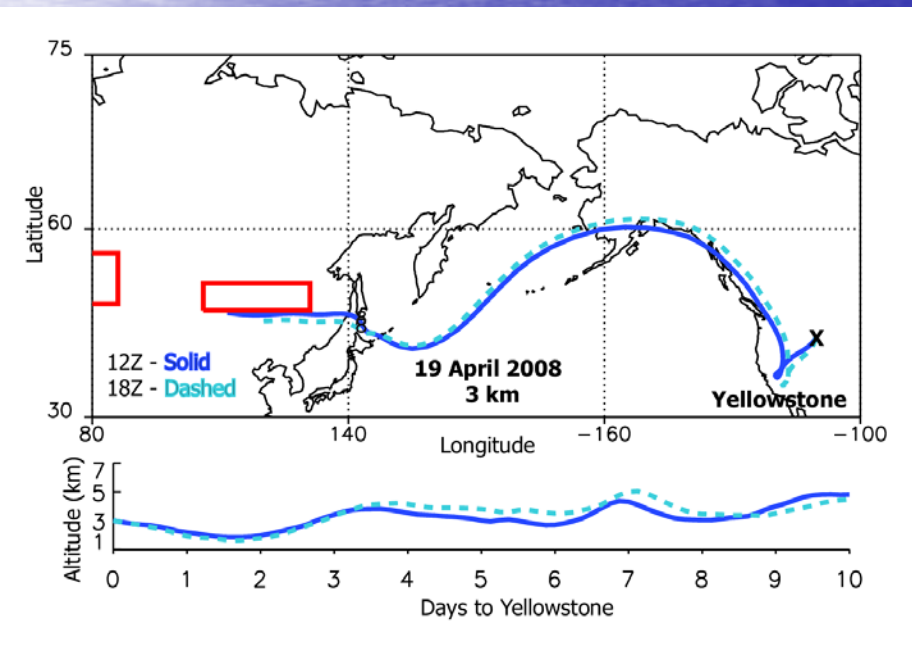 75
Latitude
60
12Z - Solid
18Z - Dashed
19 April 2008
3 km
X
Yellowstone
30
80
140
Longitude
−160
−100
Altitude (km)
7
5
3
1
0 1 2 3 4 5 6 7 8 9 10
Days to Yellowstone